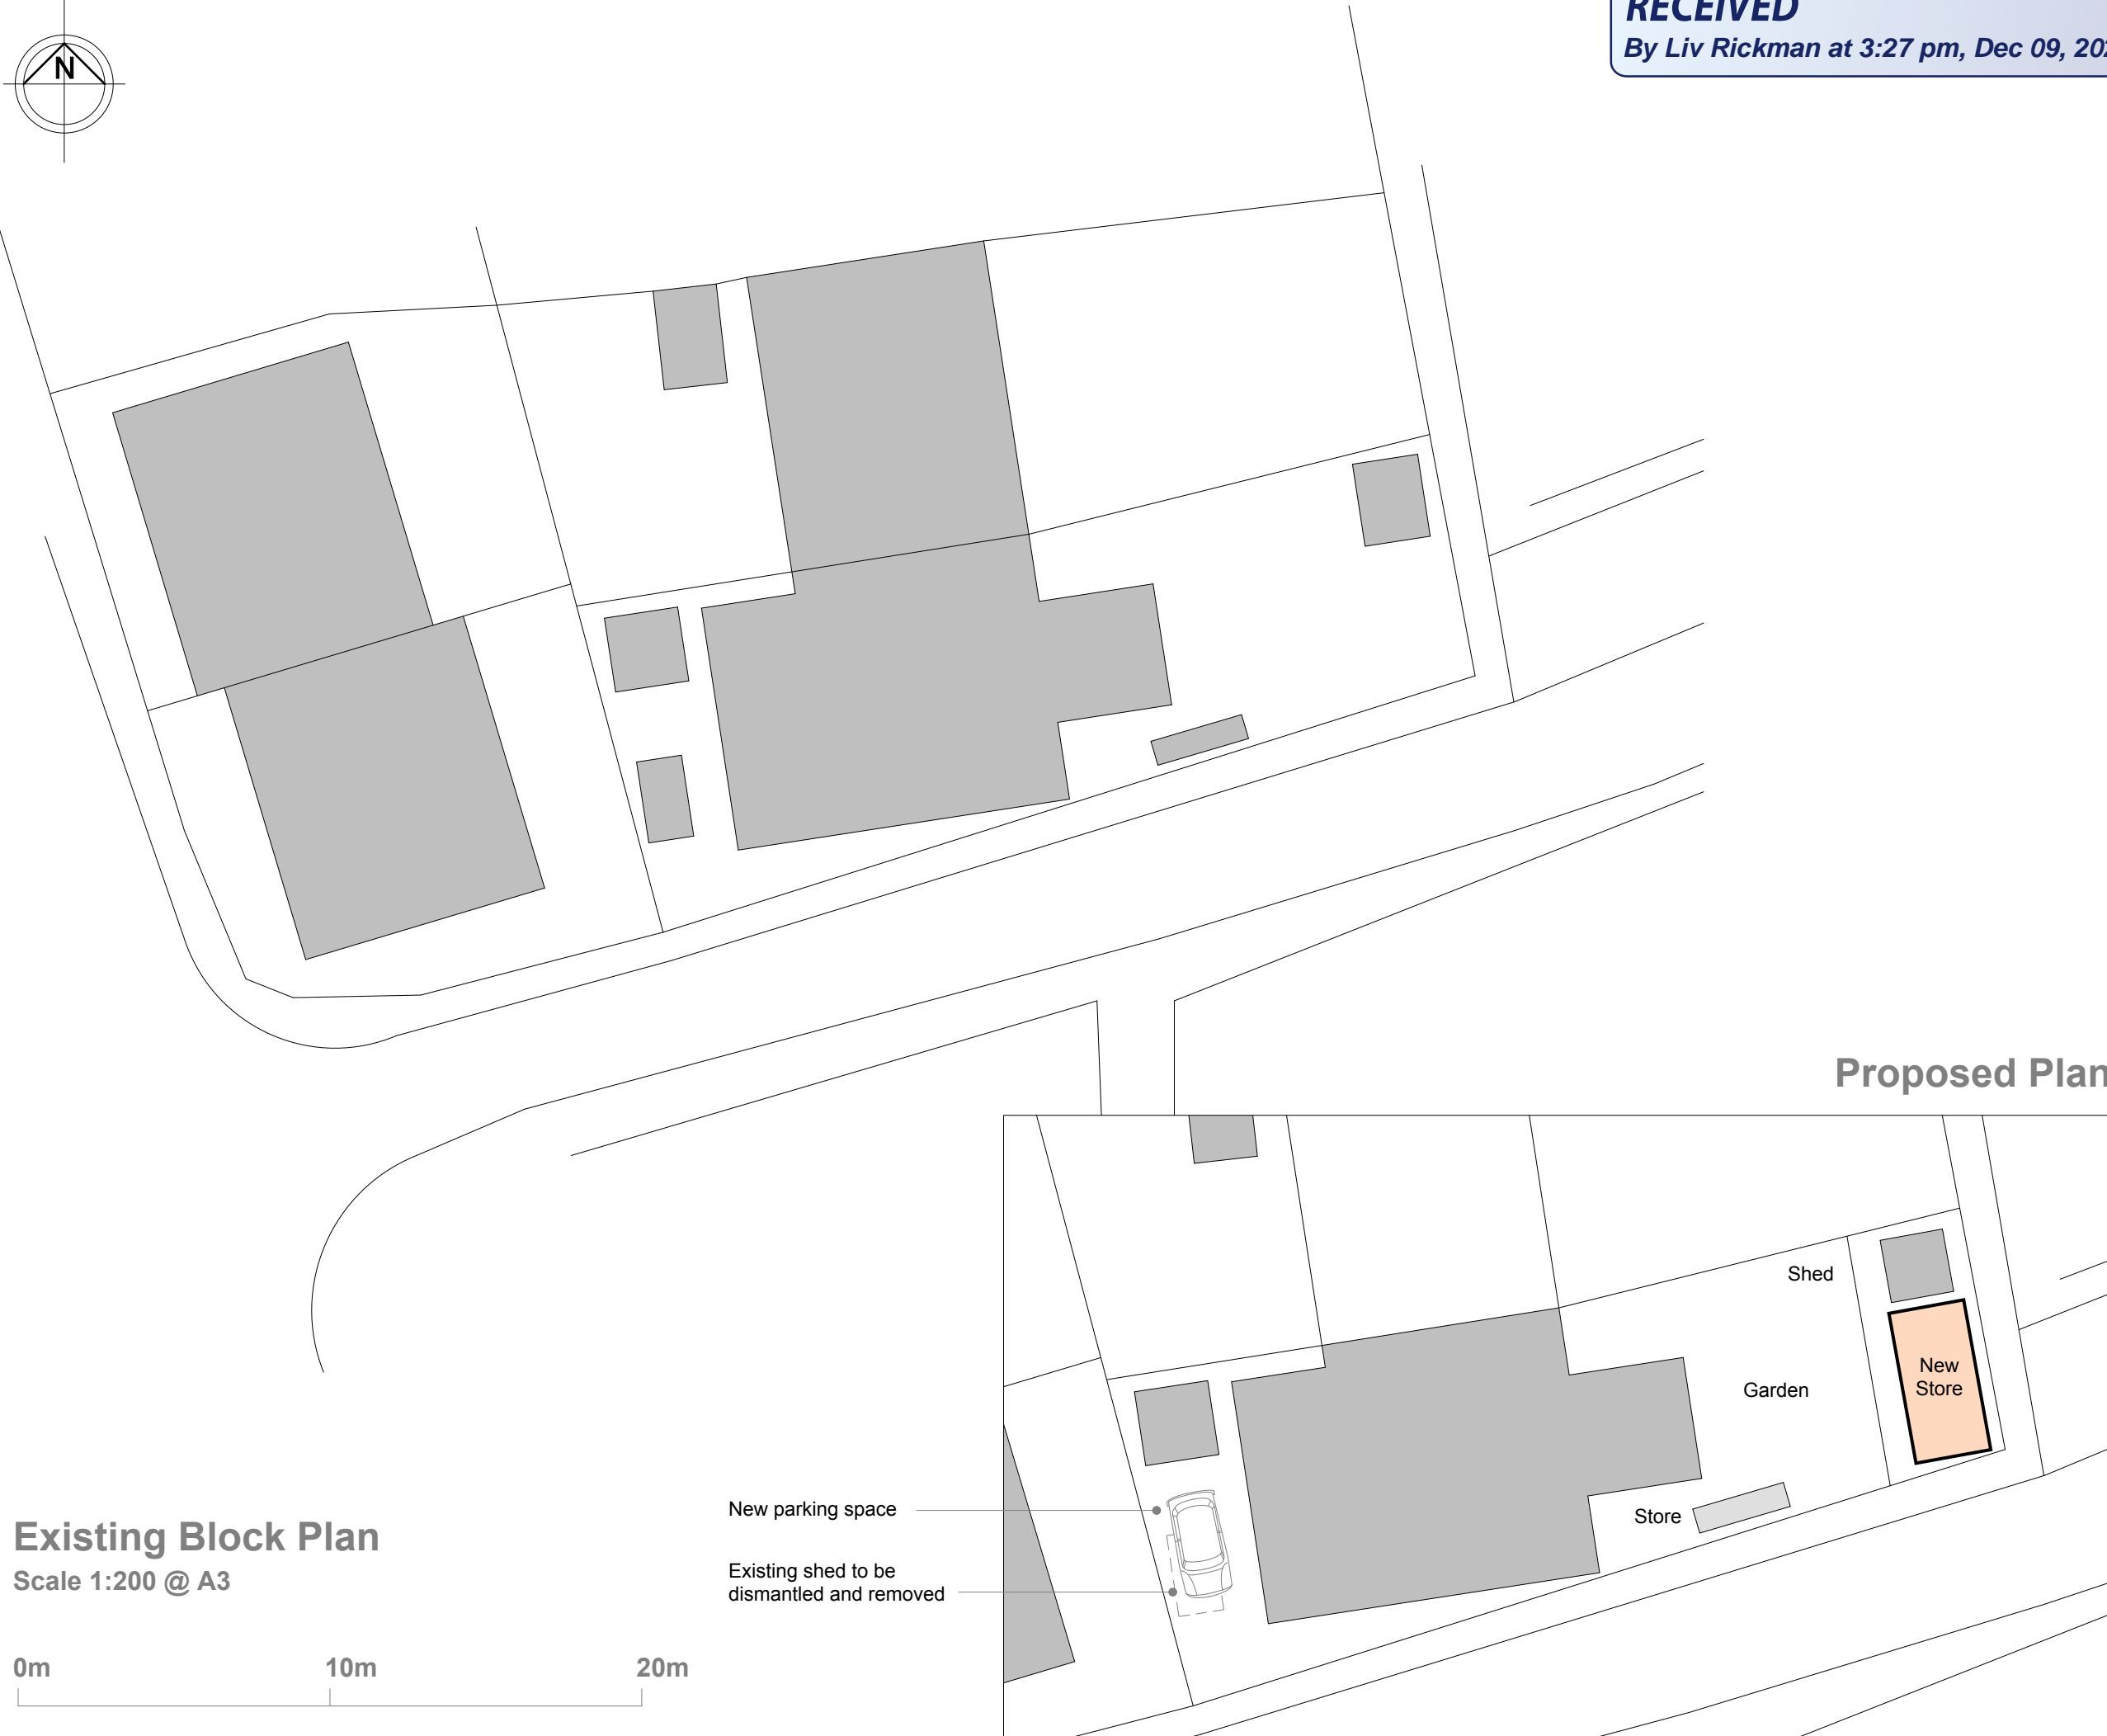 N
RECEIVED
By Liv Rickman at 3:27 pm, Dec 09,
Proposed Plan
Shed
New
Store
Garden
Store
New parking space
Existing shed to be
dismantled and removed
Existing Block Plan
Scale 1:200 @ A3
0m 10m 20m